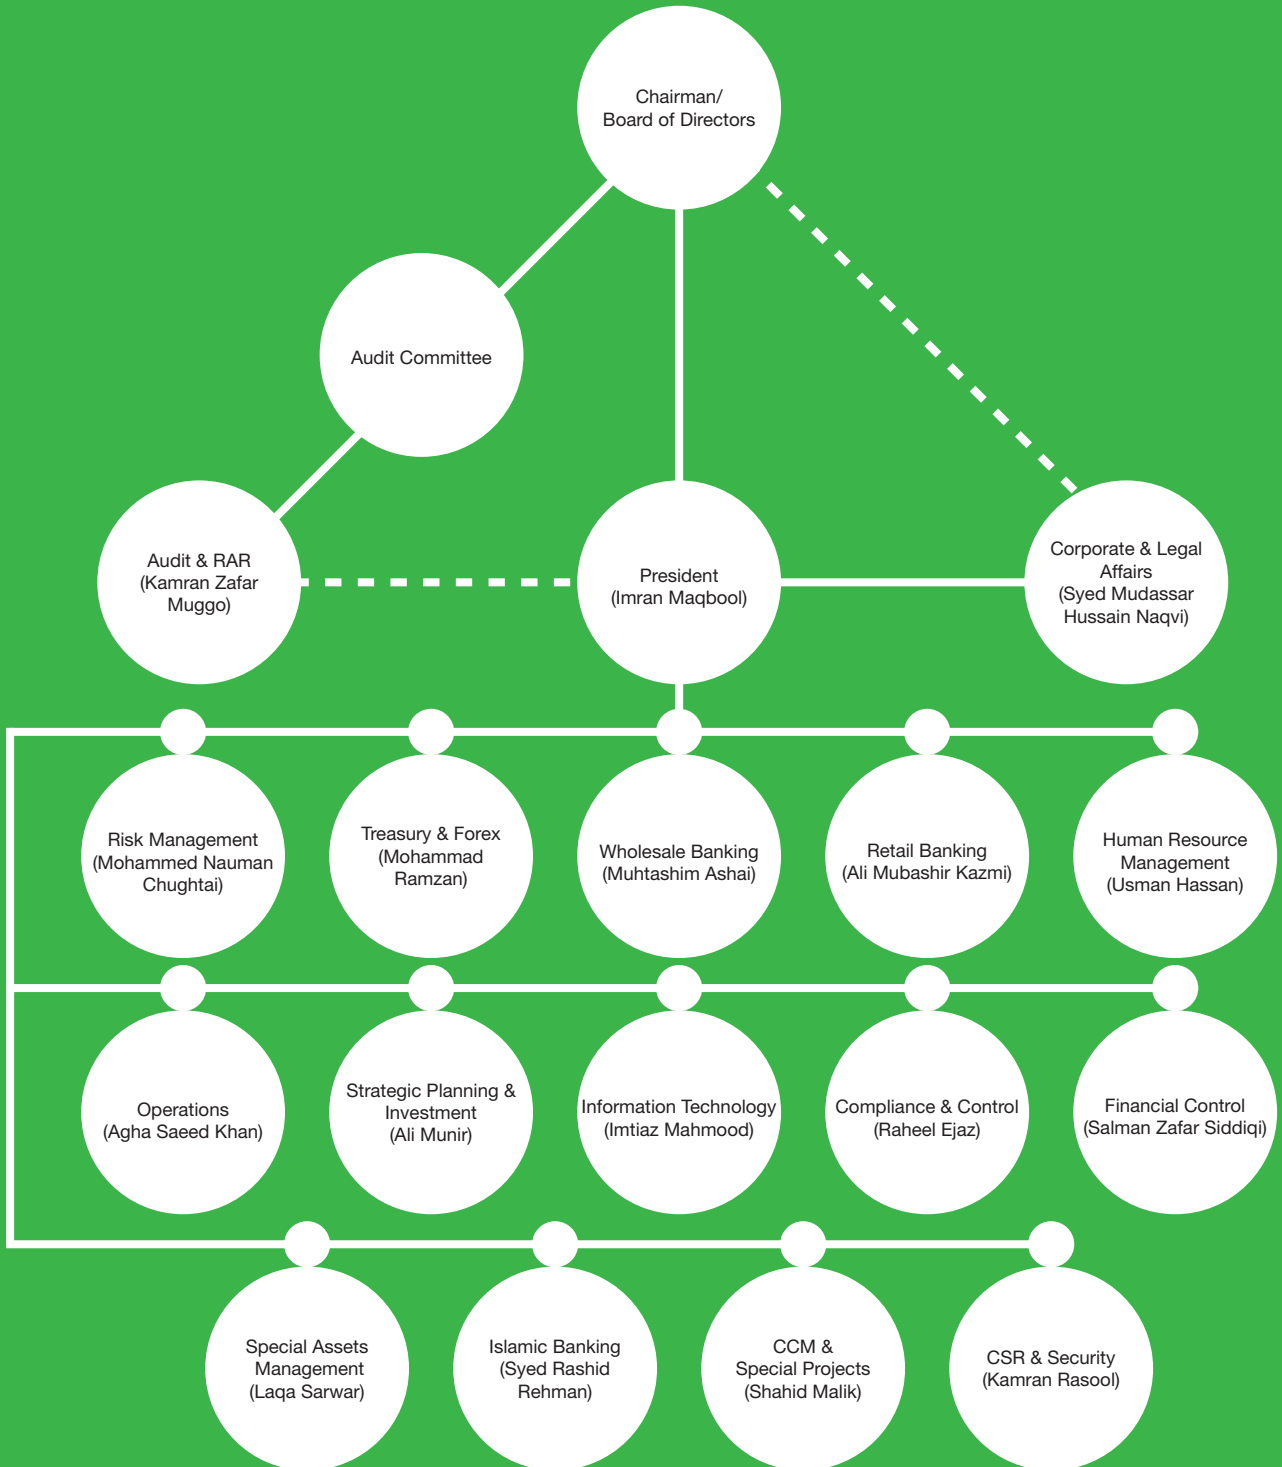 Chairman/
Board of Directors
Audit Committee
Audit & RAR
(Kamran Zafar
Muggo)
President
(Imran Maqbool)
Corporate & Legal
Affairs
(Syed Mudassar
Hussain Naqvi)
Risk Management
(Mohammed Nauman
Chughtai)
Treasury & Forex
(Mohammad
Ramzan)
Wholesale Banking
(Muhtashim Ashai)
Retail Banking
(Ali Mubashir Kazmi)
Human Resource
Management
(Usman Hassan)
Operations
(Agha Saeed Khan)
Strategic Planning &
Investment
(Ali Munir)
Information Technology
(Imtiaz Mahmood)
Compliance & Control
(Raheel Ejaz)
Financial Control
(Salman Zafar Siddiqi)
Special Assets
Management
(Laqa Sarwar)
Islamic Banking
(Syed Rashid
Rehman)
CCM &
Special Projects
(Shahid Malik)
CSR & Security
(Kamran Rasool)